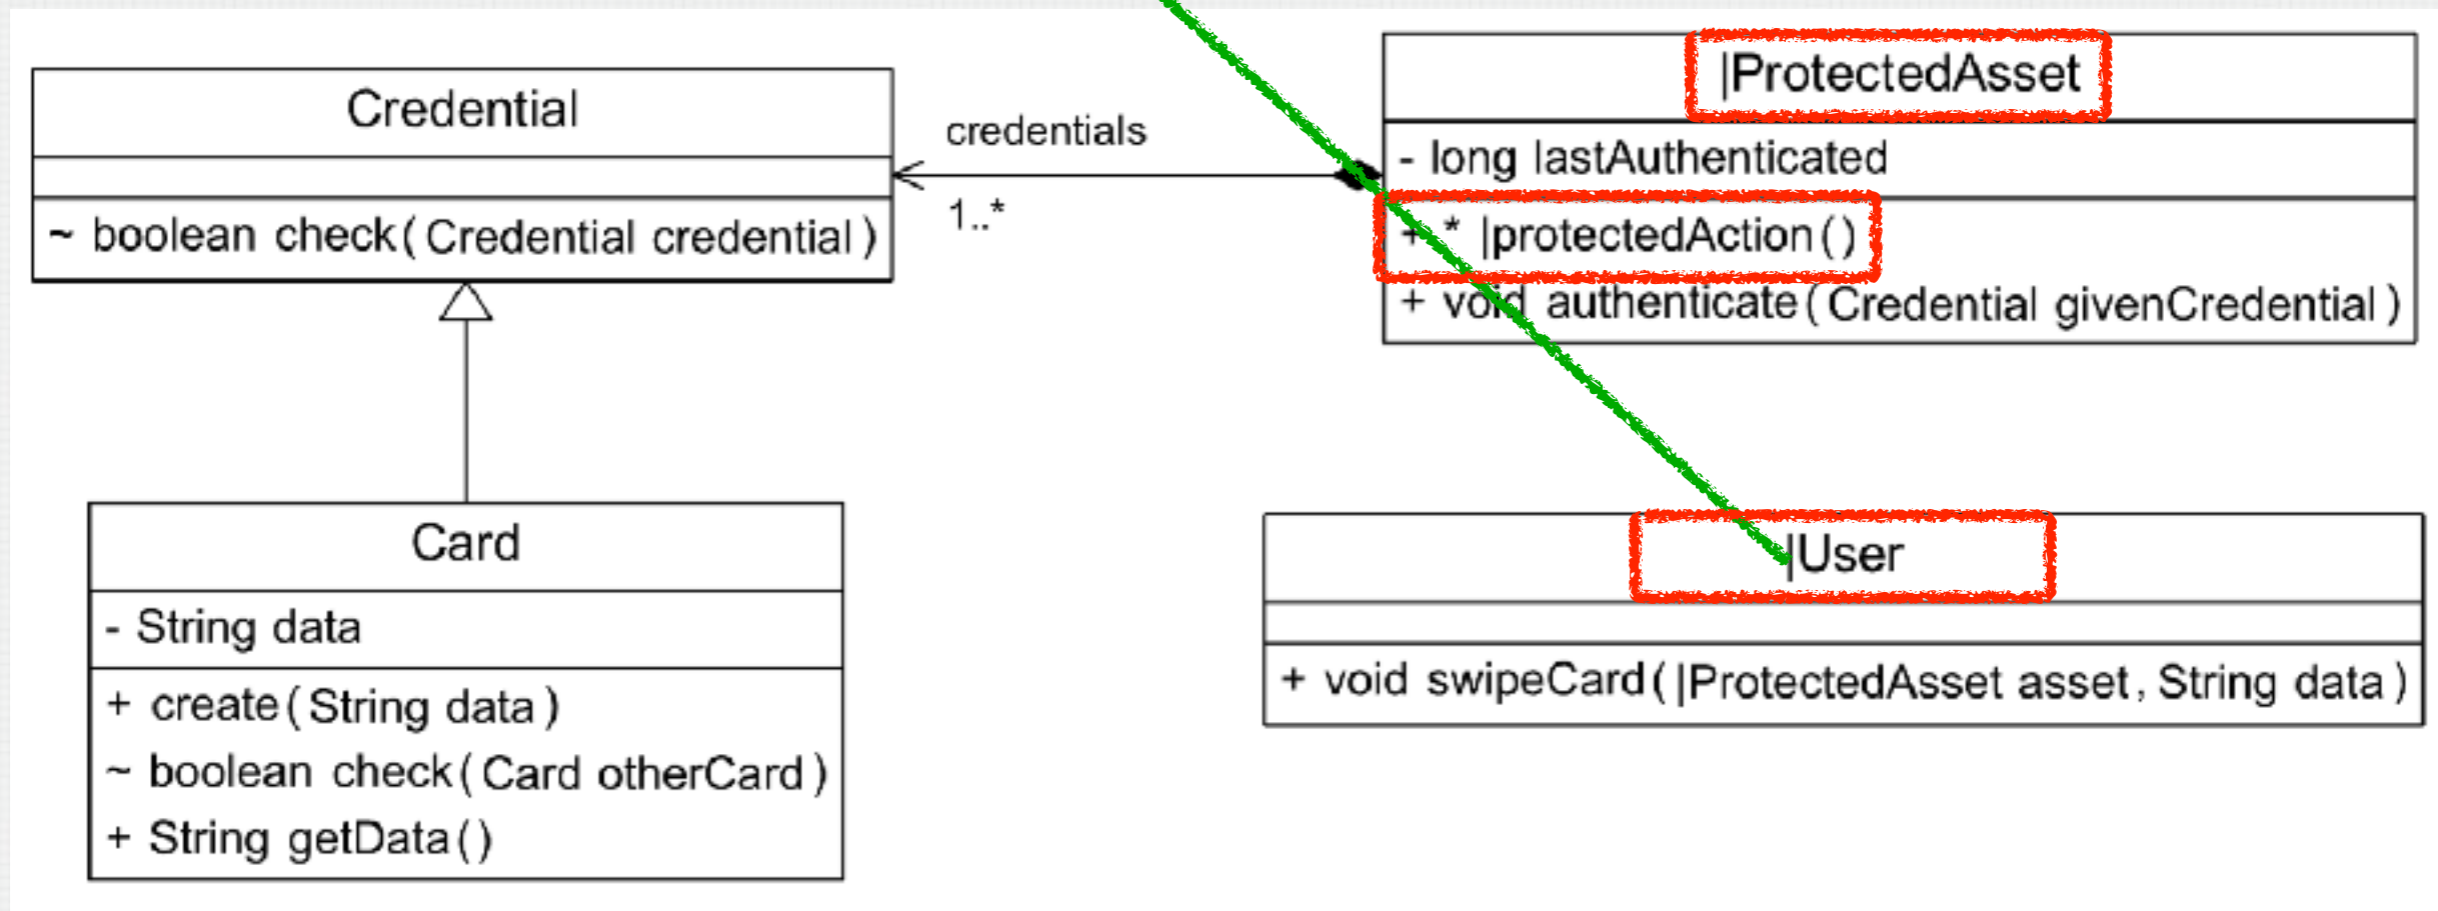 Credential
~ boolean check(Credential credential)
credentials
1..*
|ProtectedAsset
- long lastAuthenticated
+ * |protectedAction()
+ void authenticate(Credential givenCredential)
Card
- String data
+ create(String data)
~ boolean check(Card otherCard)
+ String getData()
|User
+ void swipeCard(|ProtectedAsset asset, String data)